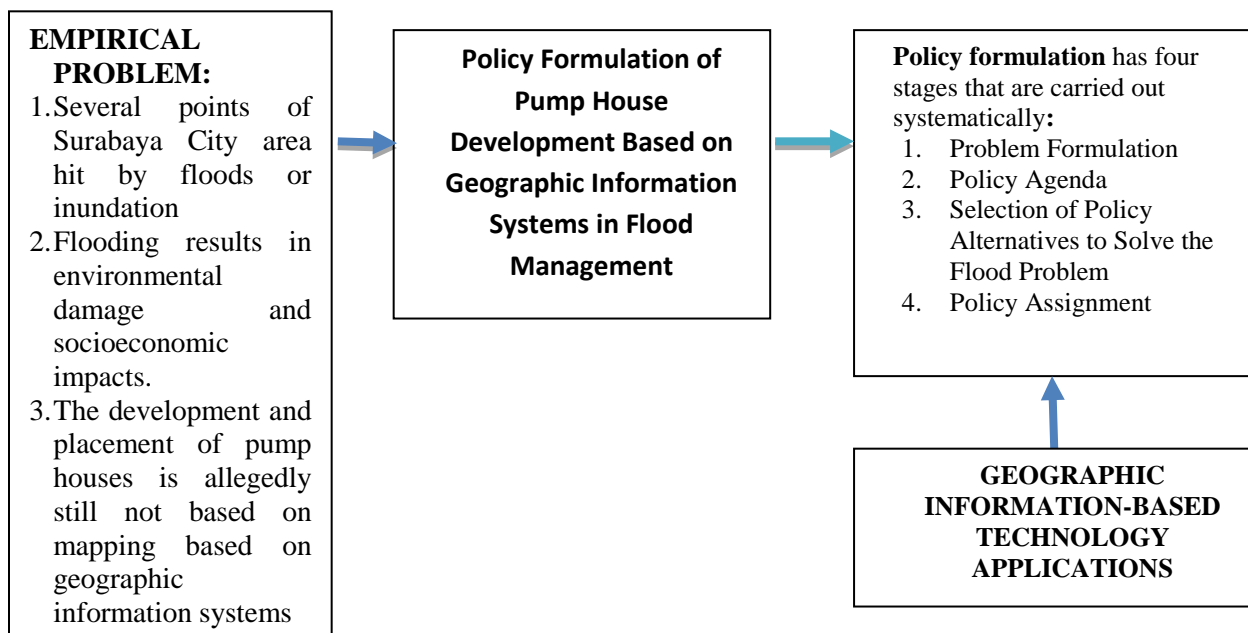 EMPIRICAL
PROBLEM:
1. Several points of
Surabaya City area
hit by floods or
inundation
2. Flooding results in
environmental
damage and
socioeconomic
impacts.
3. The development and
placement of pump
houses is allegedly
still not based on
mapping based on
geographic
information systems
Policy Formulation of
Pump House
Development Based on
Geographic Information
Systems in Flood
Management
Policy formulation has four
stages that are carried out
systematically:
1. Problem Formulation
2. Policy Agenda
3. Selection of Policy
Alternatives to Solve the
Flood Problem
4. Policy Assignment
GEOGRAPHIC
INFORMATION-BASED
TECHNOLOGY
APPLICATIONS